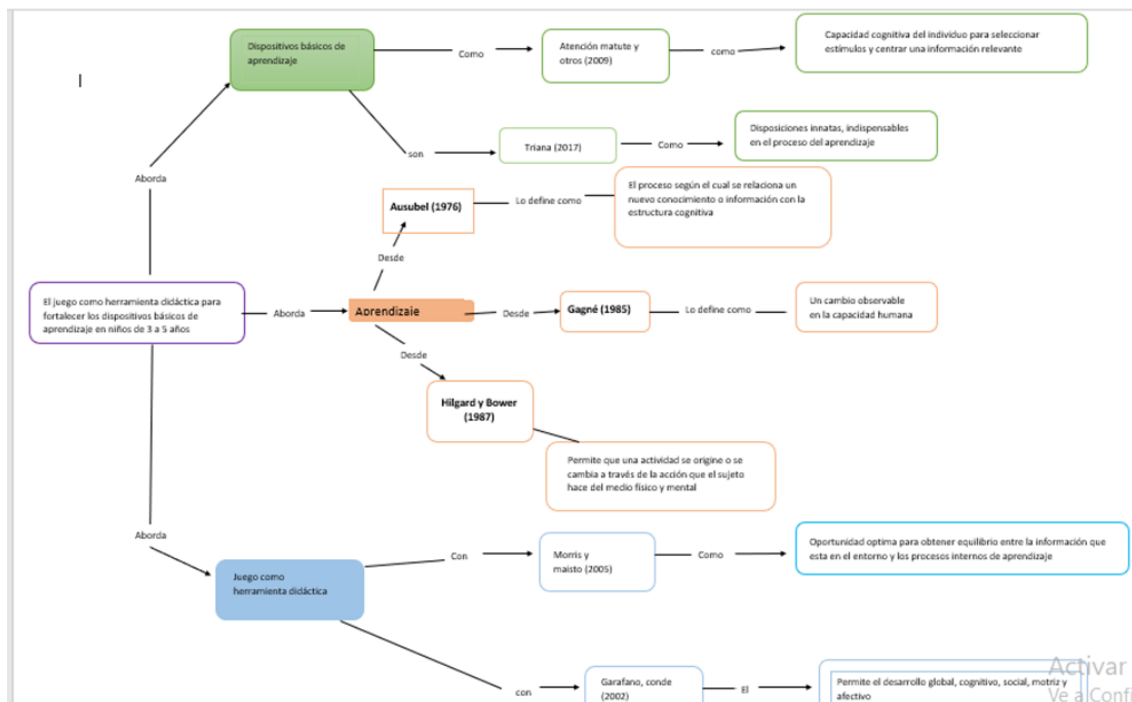 Dispositivos básicos de
aprendizaje
Como
Atención matute y
otros (2009)
como
Capacidad cognitiva del individuo para seleccionar
estímulos y centrar una información relevante
son
Triana (2017)
Como
Disposiciones innatas, indispensables
en el proceso del aprendizaje
Aborda
Ausubel (1976)
Lo define como
El proceso según el cual se relaciona un
nuevo conocimiento o información con la
estructura cognitiva
Desde
El juego como herramienta didáctica para
fortalecer los dispositivos básicos de
aprendizaje en niños de 3 a 5 años
Aborda
Aprendizaje
Desde
Gagné (1985)
Lo define como
Un cambio observable
en la capacidad humana
Desde
Hilgard y Bower
(1987)
Permite que una actividad se origine o se
cambia a través de la acción que el sujeto
hace del medio físico y mental
Aborda
Juego como
herramienta didáctica
Con
Morris y
maisto (2005)
Como
Oportunidad optima para obtener equilibrio entre la información que
esta en el entorno y los procesos internos de aprendizaje
con
Garafano, conde
(2002)
El
Permite el desarrollo global, cognitivo, social, motriz y
afectivo
Activar
Ve a Confi